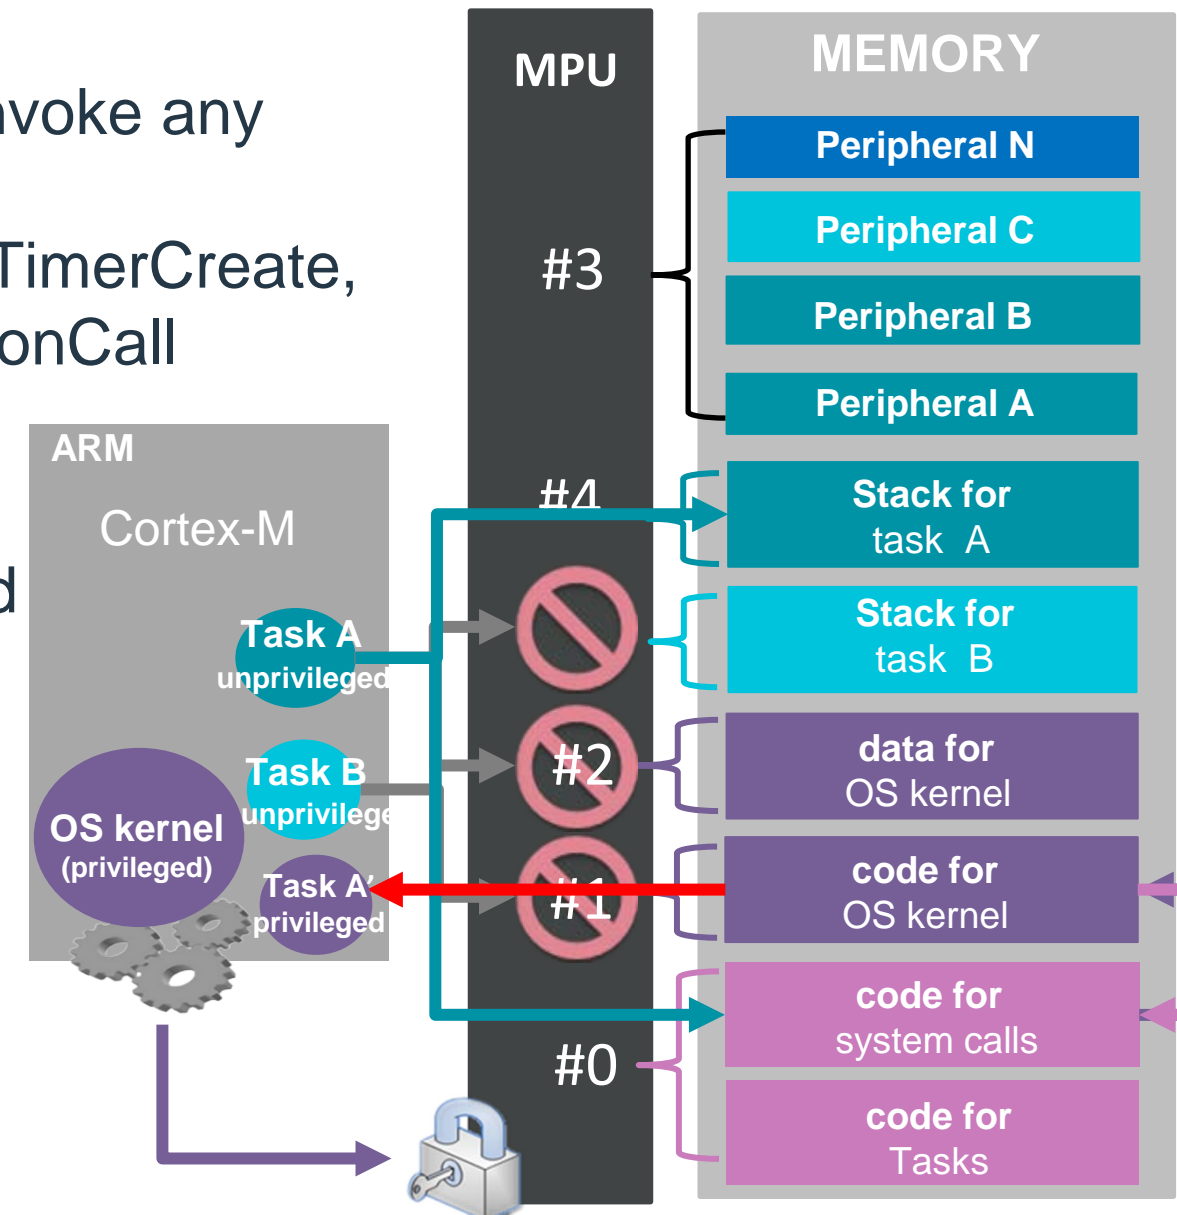 nvoke any
TimerCreate,
onCall
d
ARM
Cortex-M
Task A
unprivileged
Task B
unprivilege
OS kernel
(privileged)
Task A’
privileged
MPU
#3
#4
#2
#1
#0
MEMORY
Peripheral N
Peripheral C
Peripheral B
Peripheral A
Stack for
task A
Stack for
task B
data for
OS kernel
code for
OS kernel
code for
system calls
code for
Tasks